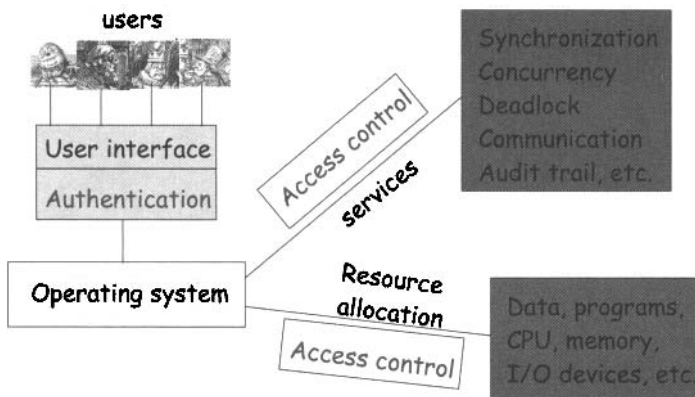 users
User interface
Authentication
Operating system
Access control
services
Synchronization
Concurrency
Deadlock
Communication
Audit trail, etc.
Resource
allocation
Access control
Data, programs,
CPU, memory,
I/O devices, etc.